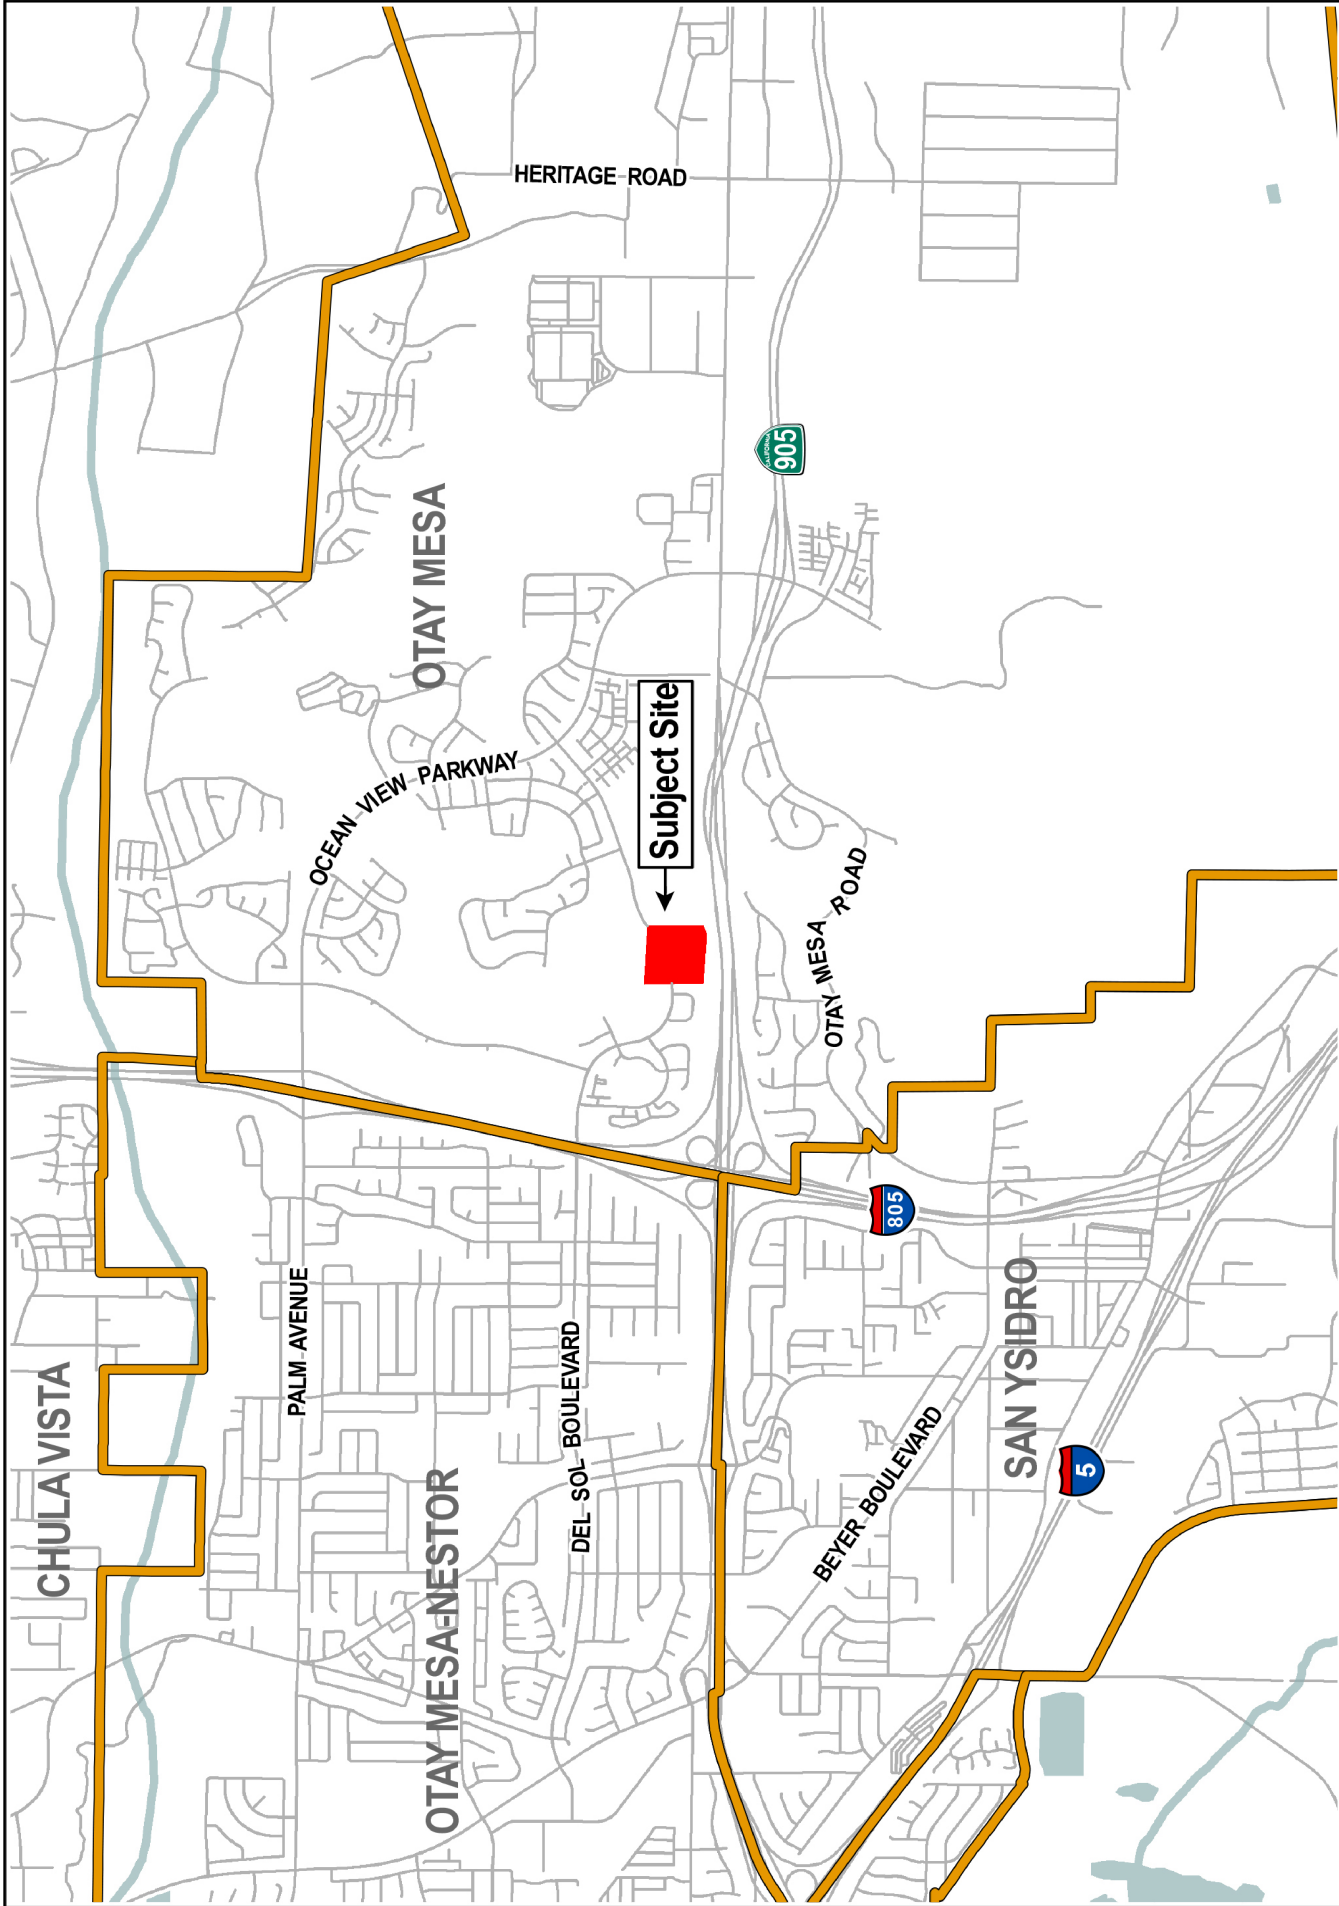 CHULA VISTA
PALM AVENUE
OTAY MESA-NESTOR
DEL SOL BOULEVARD
BEYER BOULEVARD
SAN YSIDRO
5
805
OCEAN VIEW PARKWAY
OTAY MESA
Subject Site
OTAY MESA ROAD
CALIFORNIA
905
HERITAGE ROAD